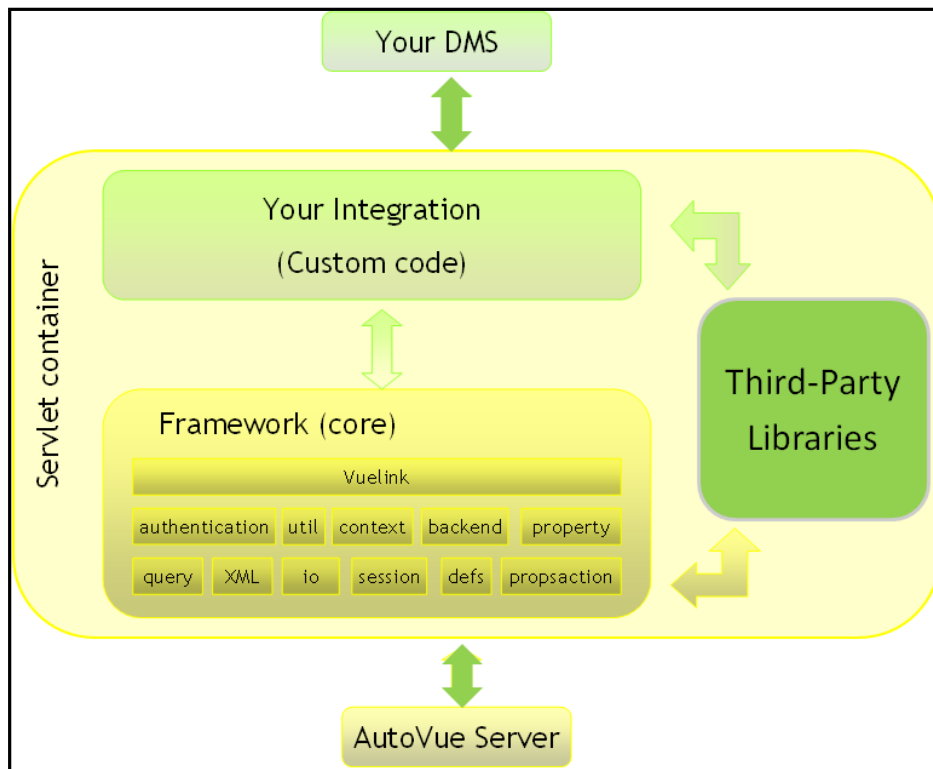 Your DMS
Servlet container
Your Integration
(Custom code)
Third-Party
Libraries
Framework (core)
Vuelink
authentication util context backend property
query XML io session defs propsaction
AutoVue Server